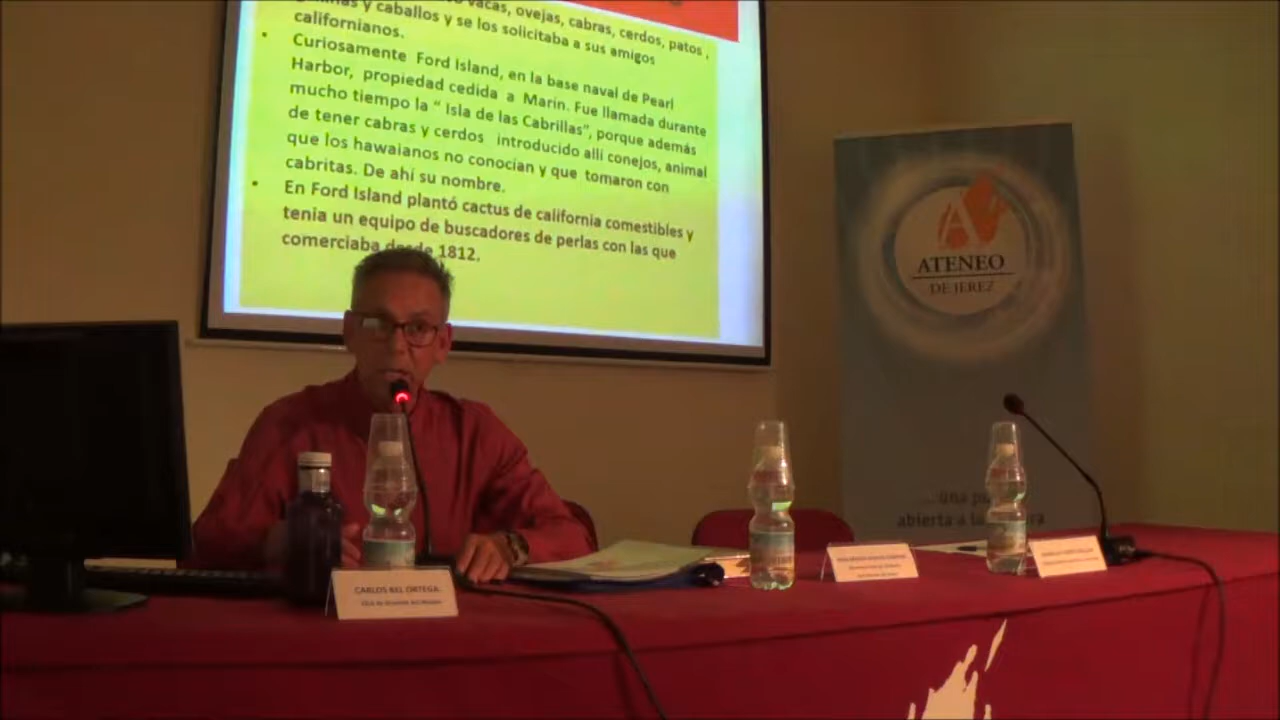 vacas, ovejas, cabras, cerdos, patos ,
y caballos y se los solicitaba a sus amigos
californianos.
• Curiosamente Ford Island, en la base naval de Pearl
Harbor, propiedad cedida a Marin. Fue llamada durante
mucho tiempo la “ Isla de las Cabrillas”, porque además
de tener cabras y cerdos introducido alli conejos, animal
que los hawaianos no conocian y que tomaron con
cabritas. De ahí su nombre.
• En Ford Island plantó cactus de california comestibles y
tenia un equipo de buscadores de perlas con las que
comerciaba desde 1812.
A
ATENEO
DE JEREZ
...una
abierta a la
CARLOS BEL ORTEGA